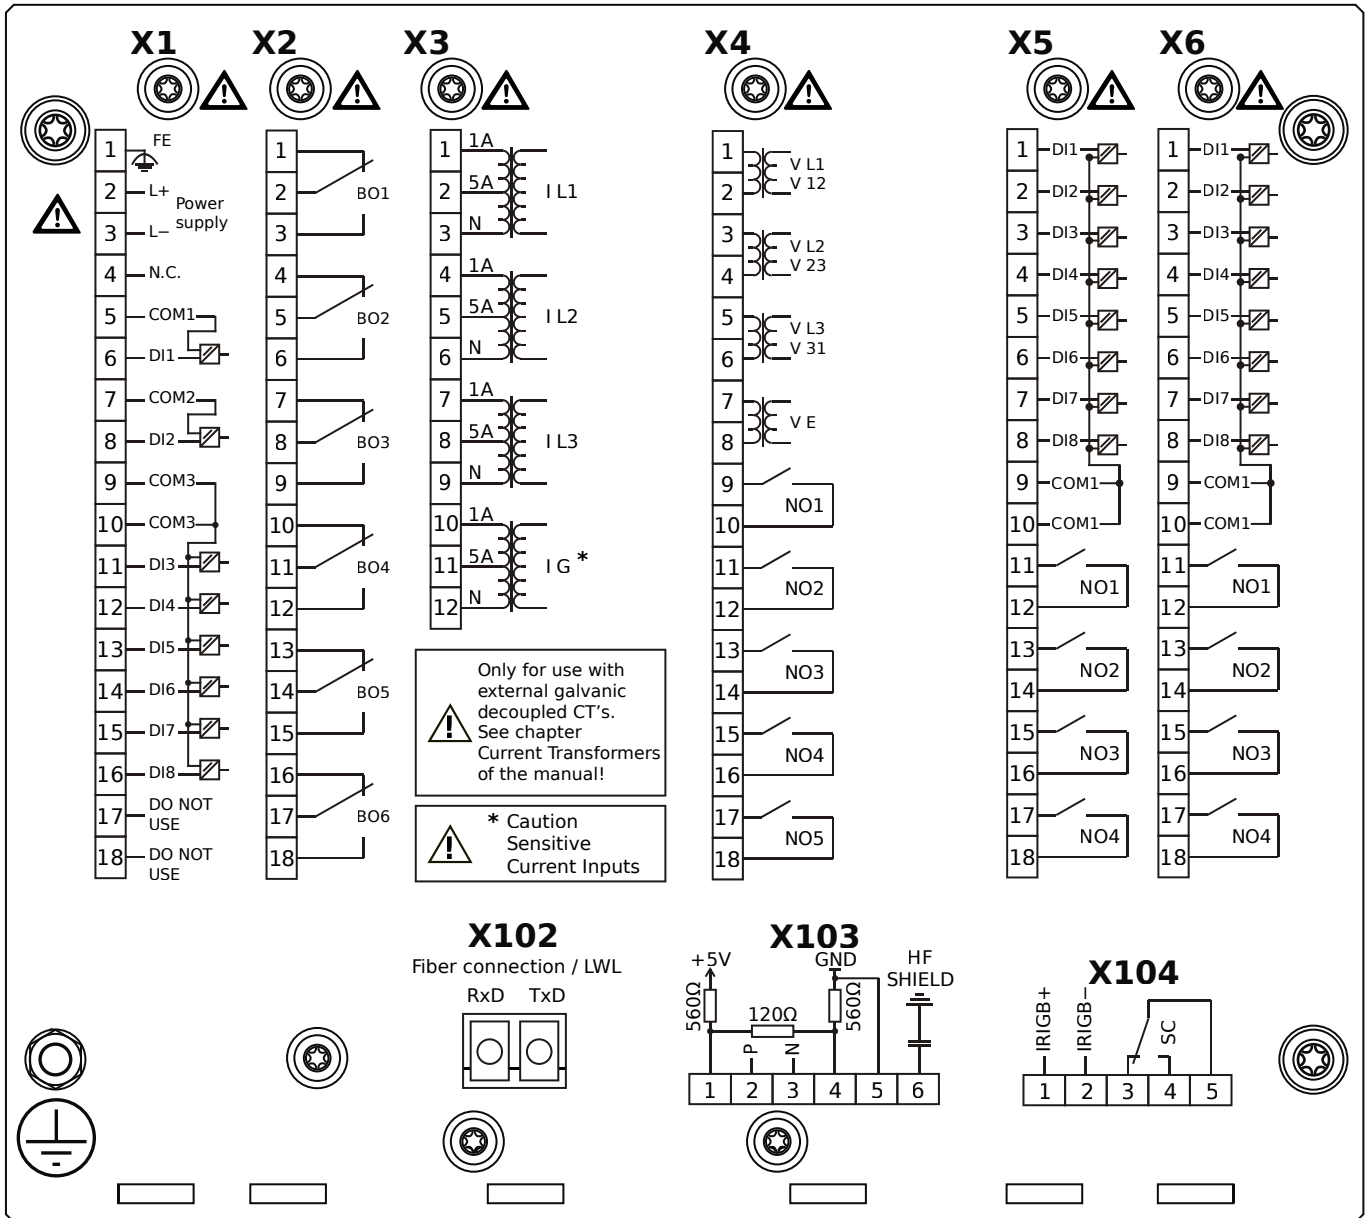 X1 X2 X3 X4 X5 X6
1 FE
2 L+ Power
3 L− supply
4 N.C.
5 COM1
6 DI1
7 COM2
8 DI2
9 COM3
10 COM3
11 DI3
12 DI4
13 DI5
14 DI6
15 DI7
16 DI8
17 DO NOT
USE
18 DO NOT
USE
1
2 BO1
3
4
5 BO2
6
7
8 BO3
9
10
11 BO4
12
13
14 BO5
15
16
17 BO6
18
1 1A
2 5A I L1
3 N
4 1A
5 5A I L2
6 N
7 1A
8 5A I L3
9 N
10 1A
11 5A I G *
12 N
Only for use with
external galvanic
decoupled CT's.
See chapter
Current Transformers
of the manual!
* Caution
Sensitive
Current Inputs
1 V L1
2 V 12
3 V L2
4 V 23
5 V L3
6 V 31
7 V E
8
9 NO1
10
11 NO2
12
13 NO3
14
15 NO4
16
17 NO5
18
1 DI1
2 DI2
3 DI3
4 DI4
5 DI5
6 DI6
7 DI7
8 DI8
9 COM1
10 COM1
11 NO1
12
13 NO2
14
15 NO3
16
17 NO4
18
1 DI1
2 DI2
3 DI3
4 DI4
5 DI5
6 DI6
7 DI7
8 DI8
9 COM1
10 COM1
11 NO1
12
13 NO2
14
15 NO3
16
17 NO4
18
X102
Fiber connection / LWL
RxD TxD
X103
+5V GND HF
SHIELD
560Ω 120Ω 560Ω
P N
1 2 3 4 5 6
X104
IRIGB+ IRIGB− SC
1 2 3 4 5